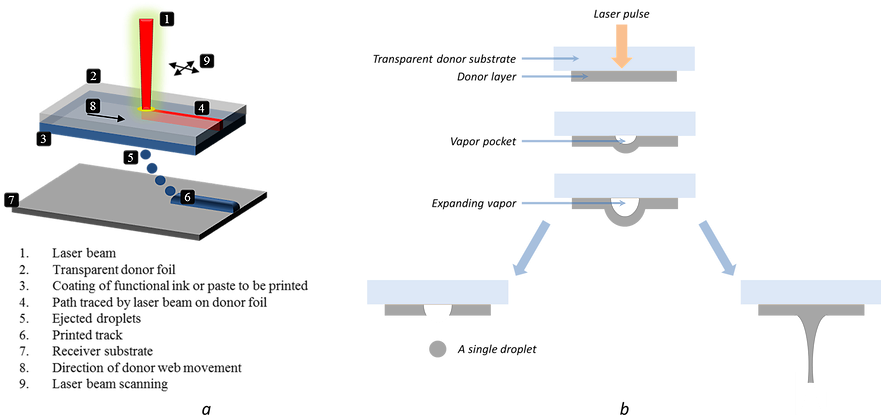 1
9
2
8
4
3
5
6
7
1. Laser beam
2. Transparent donor foil
3. Coating of functional ink or paste to be printed
4. Path traced by laser beam on donor foil
5. Ejected droplets
6. Printed track
7. Receiver substrate
8. Direction of donor web movement
9. Laser beam scanning
a
Laser pulse
Transparent donor substrate
Donor layer
Vapor pocket
Expanding vapor
A single droplet
b